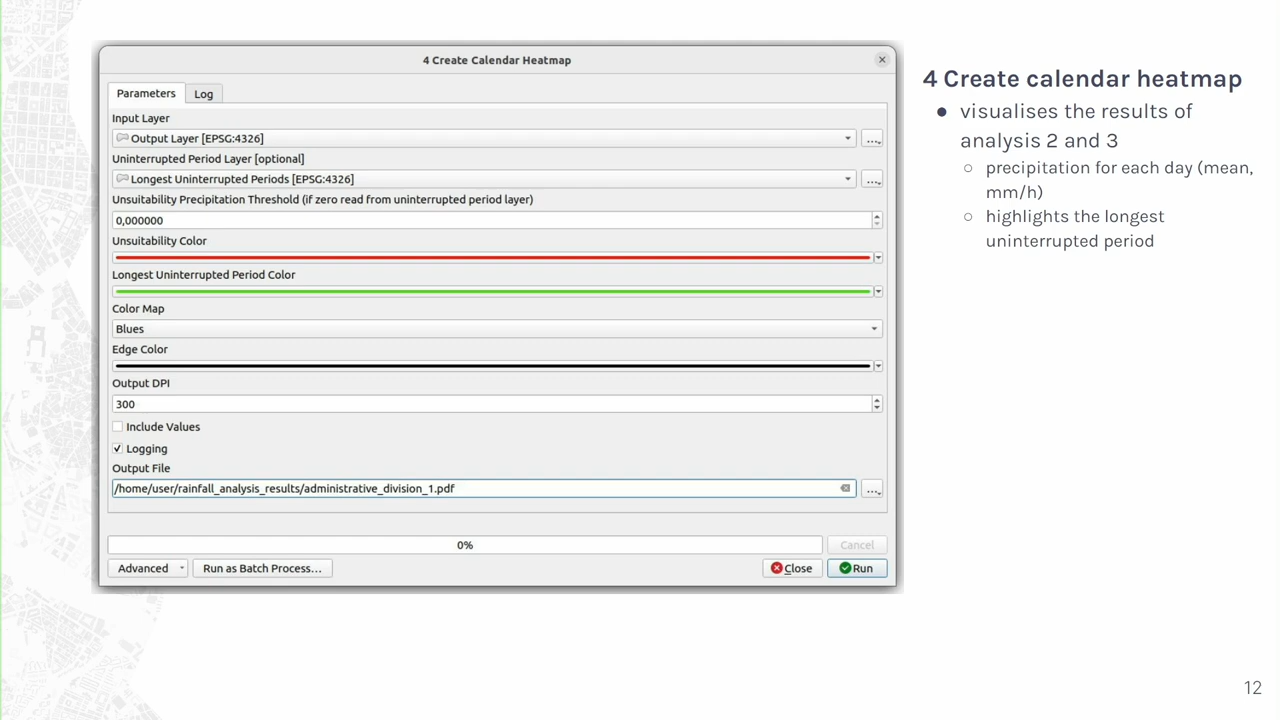 4 Create Calendar Heatmap
Parameters
Log
Input Layer
Output Layer [EPSG:4326]
...
Uninterrupted Period Layer [optional]
Longest Uninterrupted Periods [EPSG:4326]
...
Unsuitability Precipitation Threshold (if zero read from uninterrupted period layer)
0,000000
Unsuitability Color
Longest Uninterrupted Period Color
Color Map
Blues
Edge Color
Output DPI
300
Include Values
Logging
Output File
/home/user/rainfall_analysis_results/administrative_division_1.pdf
...
0%
Cancel
Advanced
Run as Batch Process...
Close
Run
4 Create calendar heatmap
● visualises the results of
analysis 2 and 3
○ precipitation for each day (mean,
mm/h)
○ highlights the longest
uninterrupted period
12